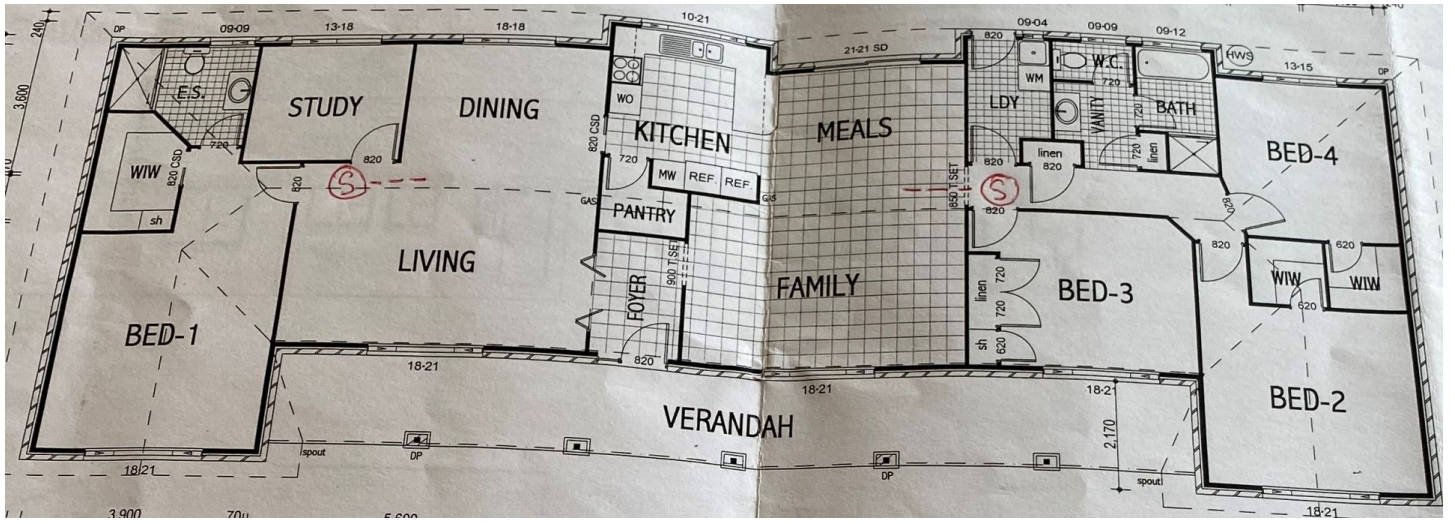 240
DP
09-09
13-18
18-18
10-21
21-21 SD
09-04
09-09
09-12
HWS
13-15
DP
3,600
E.S.
720
STUDY
820
DINING
WO
820 CSD
KITCHEN
720
MW
REF.
REF.
GAS
GAS
PANTRY
MEALS
820
WM
LDY
820
W.C.
720
VANITY
720
BATH
720
linen
linen
820
BED-4
WIW
820 CSD
sh
820
S
S
850 T.SET
820
820
820
620
WIW
WIW
620
LIVING
FOYER
900 T.SET
820
FAMILY
linen
720
720
sh
620
BED-3
BED-1
BED-2
18-21
18-21
18-21
18-21
18-21
VERANDAH
2,170
spout
DP
DP
spout
3,900
5,600